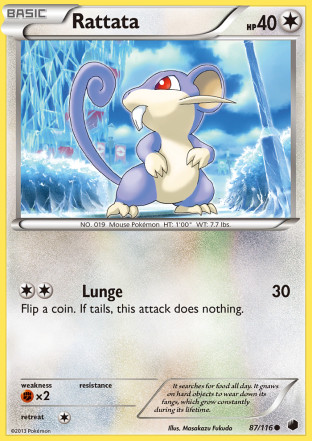 BASIC
Rattata
HP40
NO. 019 Mouse Pokémon HT: 1'00" WT: 7.7 lbs.
Lunge 30
Flip a coin. If tails, this attack does nothing.
weakness resistance
×2
retreat
It searches for food all day. It gnaws
on hard objects to wear down its
fangs, which grow constantly
during its lifetime.
©2013 Pokémon
Illus. Masakazu Fukuda
87/116